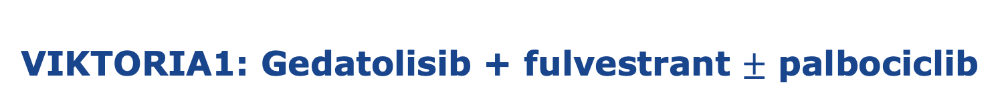 VIKTORIA1: Gedatolisib + fulvestrant ± palbociclib